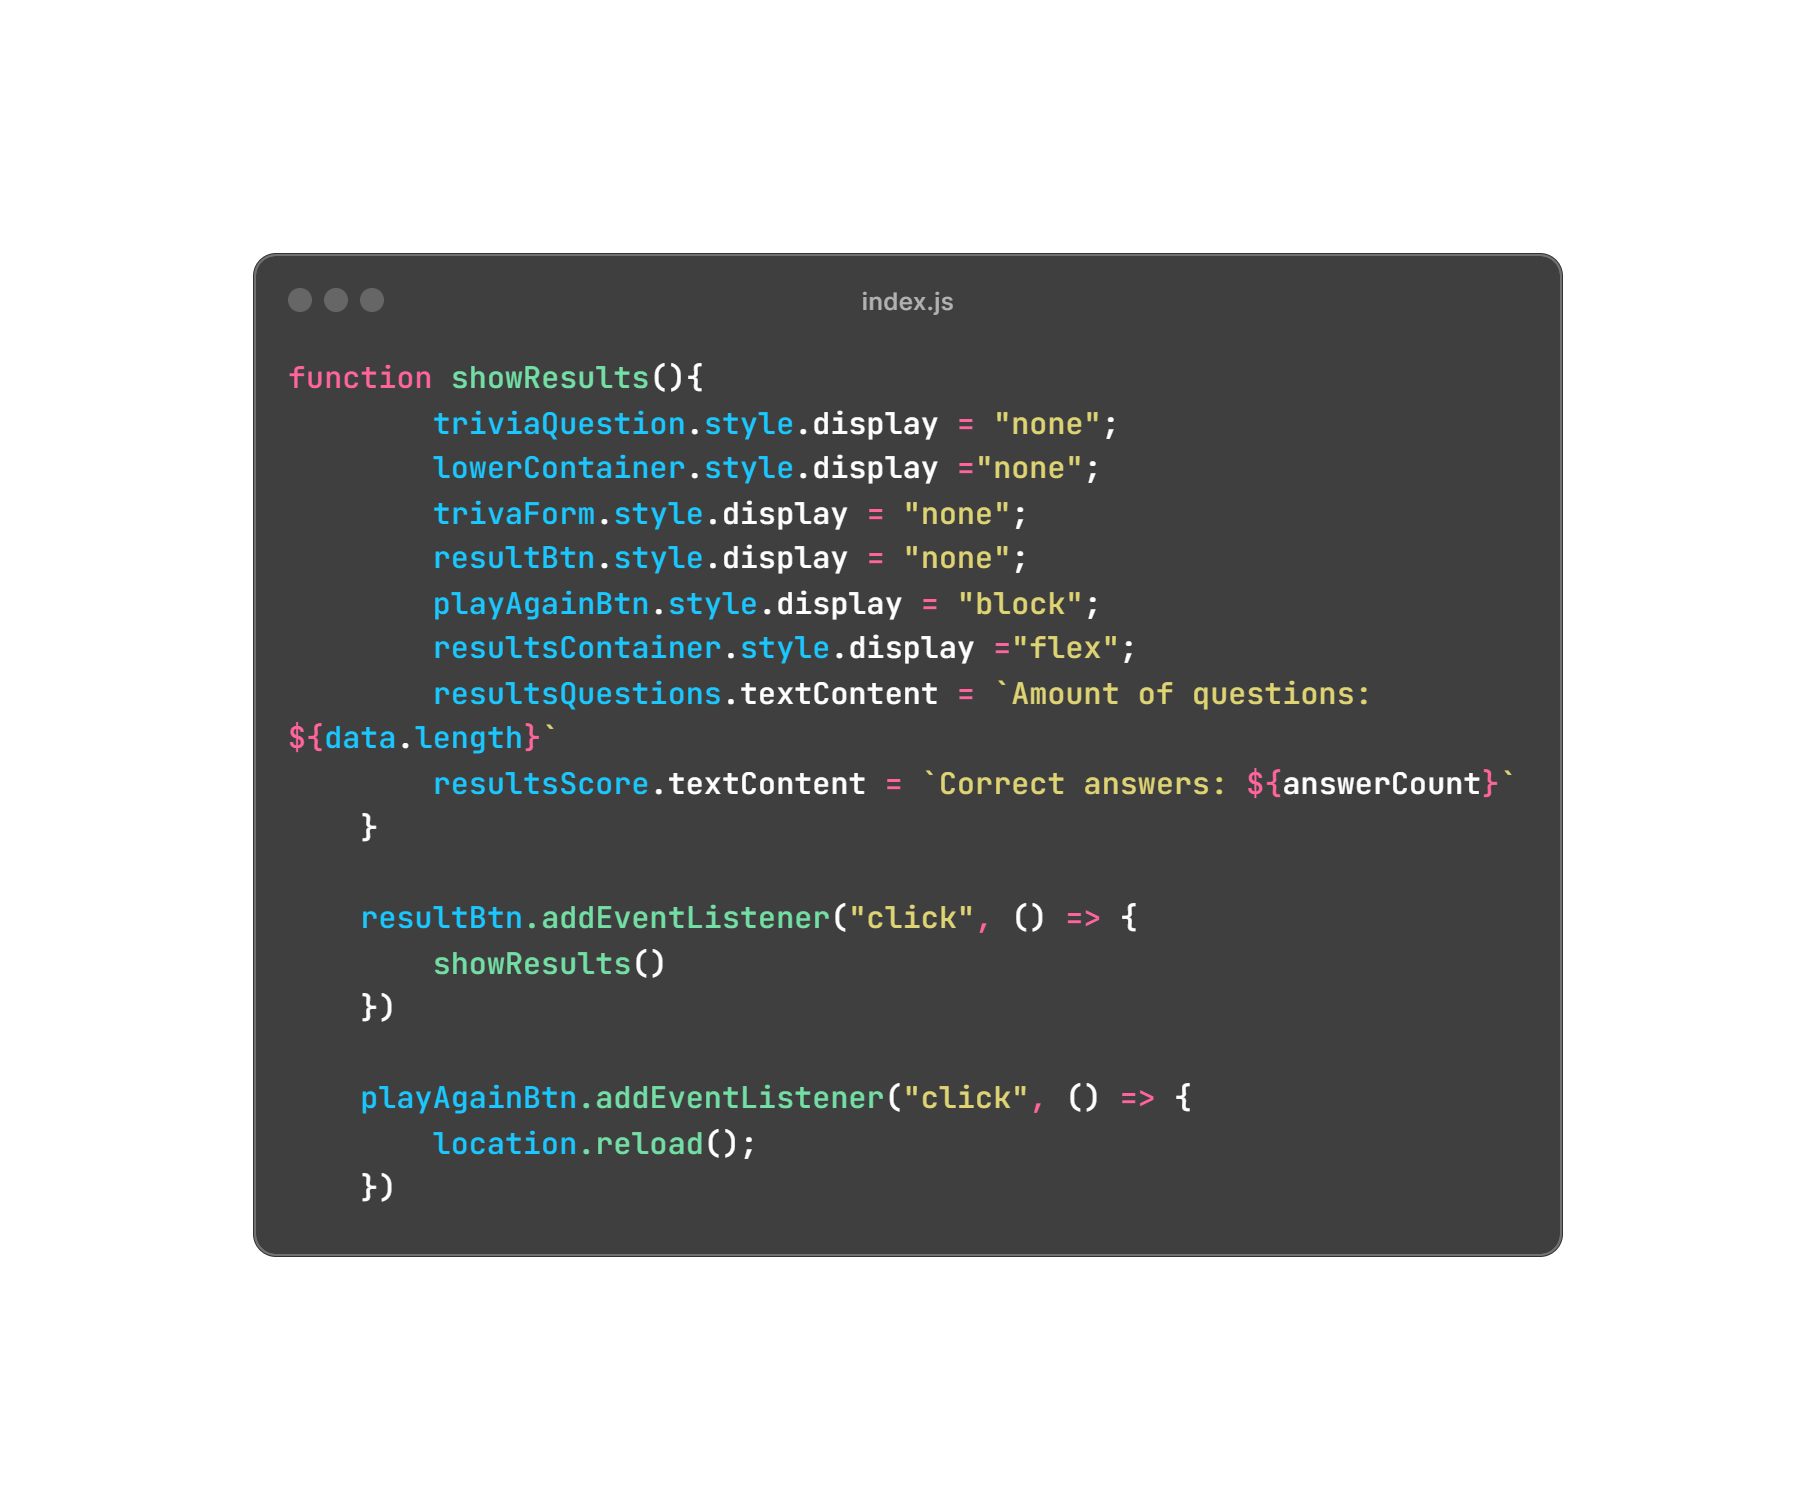 index.js
function showResults(){
        triviaQuestion.style.display = "none";
        lowerContainer.style.display ="none";
        trivaForm.style.display = "none";
        resultBtn.style.display = "none";
        playAgainBtn.style.display = "block";
        resultsContainer.style.display ="flex";
        resultsQuestions.textContent = `Amount of questions:
${data.length}`
        resultsScore.textContent = `Correct answers: ${answerCount}`
    }
    resultBtn.addEventListener("click", () => {
        showResults()
    })
    playAgainBtn.addEventListener("click", () => {
        location.reload();
    })